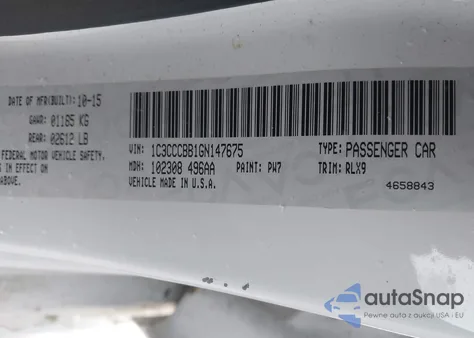 DATE OF MFR(BUILT): 10-15
GAWR: 01185 KG
REAR: 02612 LB
FEDERAL MOTOR VEHICLE SAFETY,
S IN EFFECT ON
ABOVE.
VIN: 1C3CCCBB1GN147675
TYPE: PASSENGER CAR
MDH: 102308 496AA
PAINT: PW7
TRIM: RLX9
VEHICLE MADE IN U.S.A.
4658843
autoSnap
Pewne auta z aukcji USA i EU